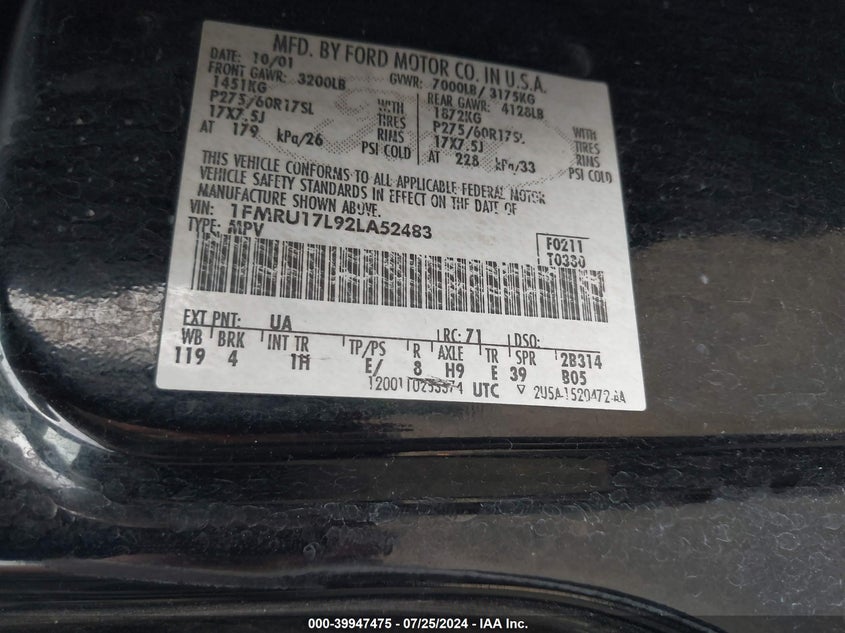 MFD. BY FORD MOTOR CO. IN U.S.A.
DATE: 10/01 GVWR: 7000LB/ 3175KG
FRONT GAWR: 3200LB REAR GAWR: 4128LB
1451KG WITH 1872KG WITH
P275/60R17SL TIRES P275/60R17SL TIRES
17X7.5J RIMS 17X7.5J RIMS
AT 179 kPa/26 PSI COLD AT 228 kPa/33 PSI COLD
THIS VEHICLE CONFORMS TO ALL APPLICABLE FEDERAL MOTOR
VEHICLE SAFETY STANDARDS IN EFFECT ON THE DATE OF
MANUFACTURE SHOWN ABOVE.
VIN: 1FMRU17L92LA52483
TYPE: MPV F0211
T0330
EXT PNT: UA RC: 71 DSO:
WB BRK INT TR TP/PS R AXLE TR SPR 2B314
119 4 1H E/ 8 H9 E 39 B05
UTC ▽ 2U5A-1520472-AA
000-39947475 - 07/25/2024 - IAA Inc.